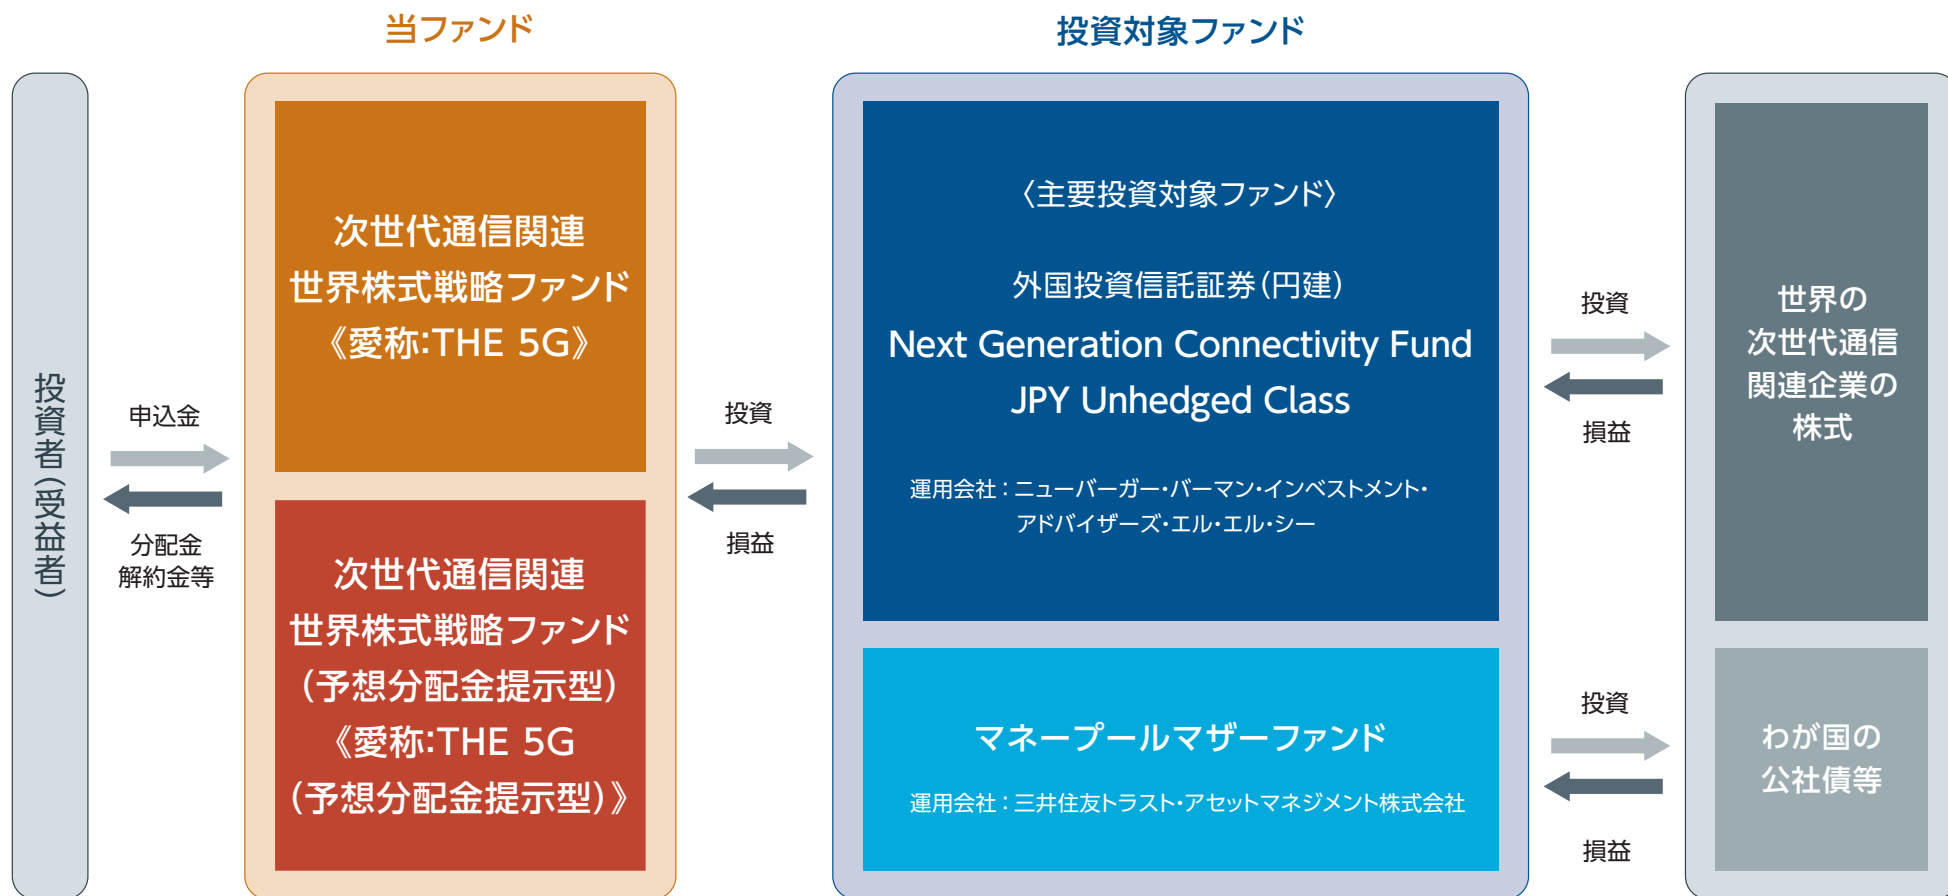 当ファンド
投資対象ファンド
投資者(受益者)
申込金
分配金
解約金等
次世代通信関連
世界株式戦略ファンド
《愛称:THE 5G》
次世代通信関連
世界株式戦略ファンド
(予想分配金提示型)
《愛称:THE 5G
(予想分配金提示型)》
投資
損益
〈主要投資対象ファンド〉
外国投資信託証券(円建)
Next Generation Connectivity Fund
JPY Unhedged Class
運用会社:ニューバーガー・バーマン・インベストメント・
アドバイザーズ・エル・エル・シー
マネープールマザーファンド
運用会社:三井住友トラスト・アセットマネジメント株式会社
投資
損益
投資
損益
世界の
次世代通信
関連企業の
株式
わが国の
公社債等